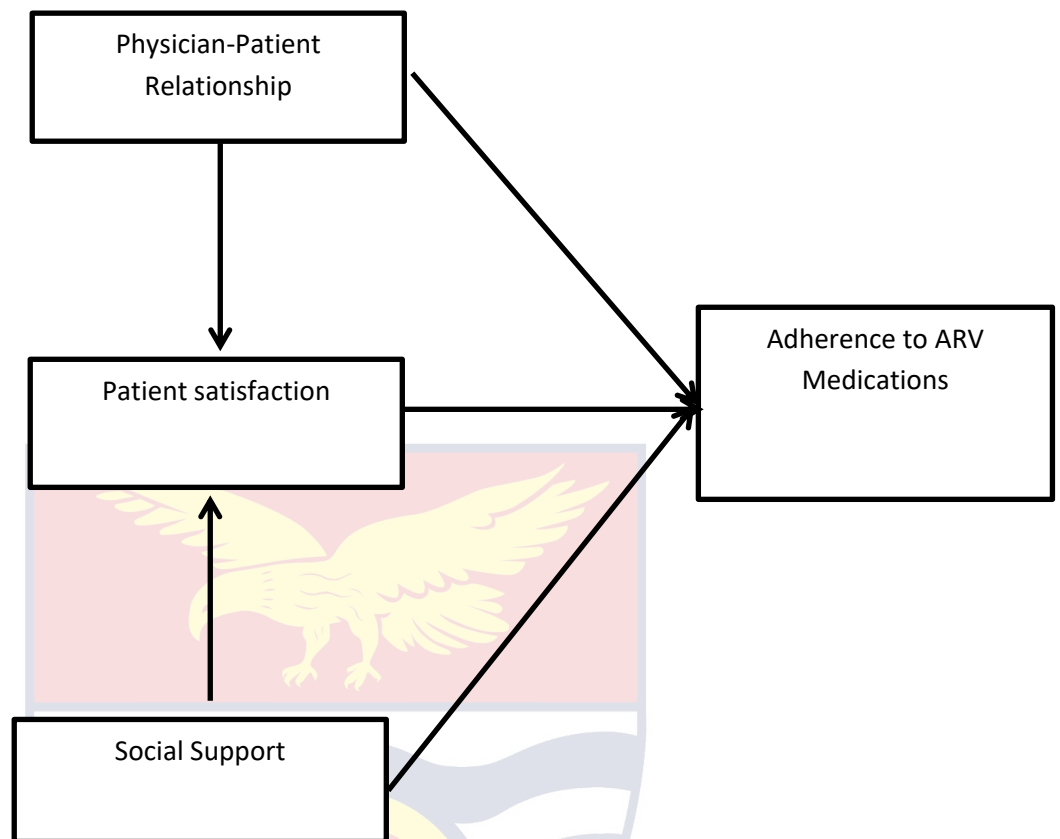 Physician-Patient
Relationship
Patient satisfaction
Adherence to ARV
Medications
Social Support